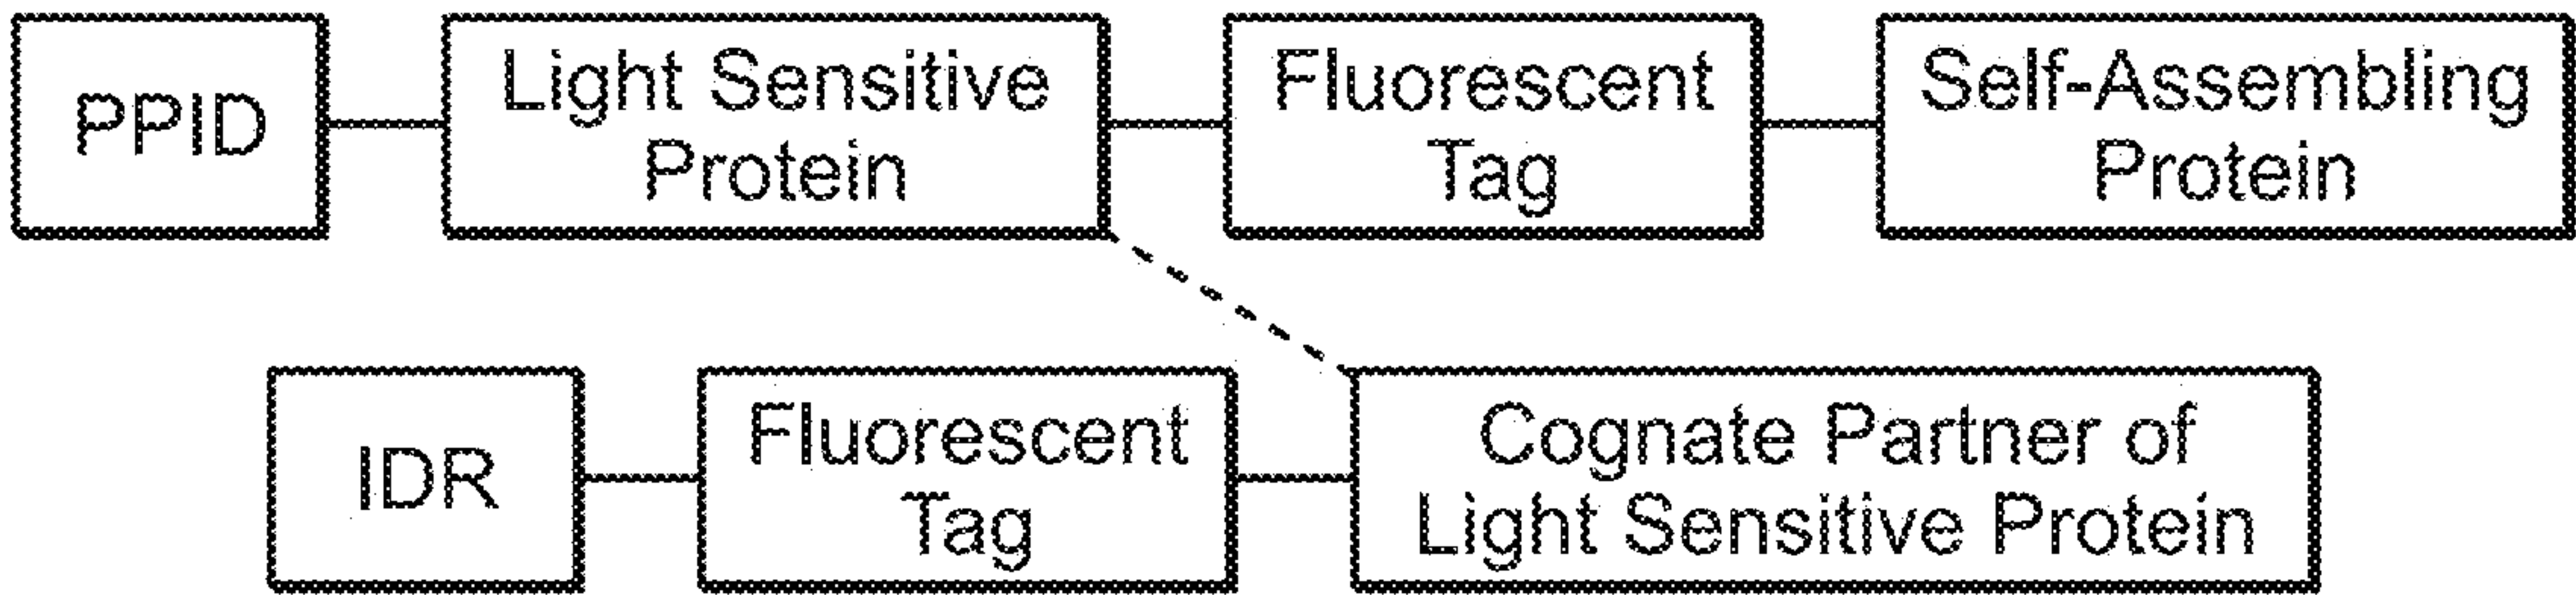 PPID
Light Sensitive
Protein
Fluorescent
Tag
Self-Assembling
Protein
IDR
Fluorescent
Tag
Cognate Partner of
Light Sensitive Protein